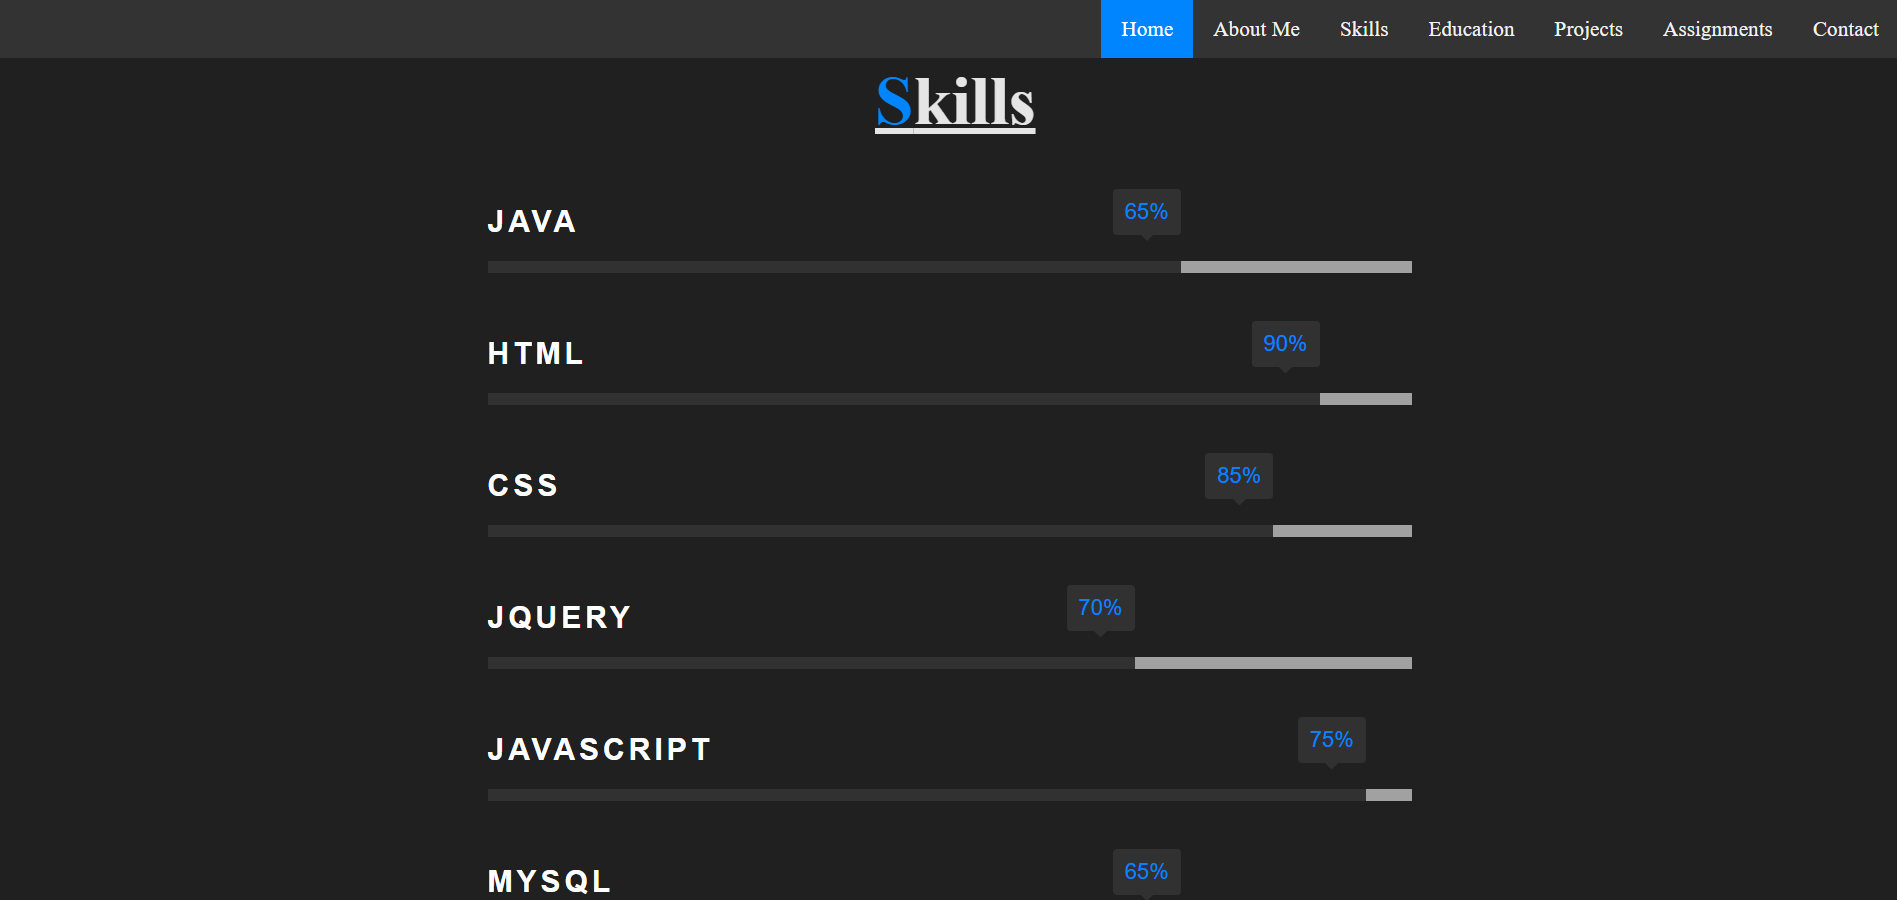 Home About Me Skills Education Projects Assignments Contact
Skills
JAVA 65%
HTML 90%
CSS 85%
JQUERY 70%
JAVASCRIPT 75%
MYSQL 65%